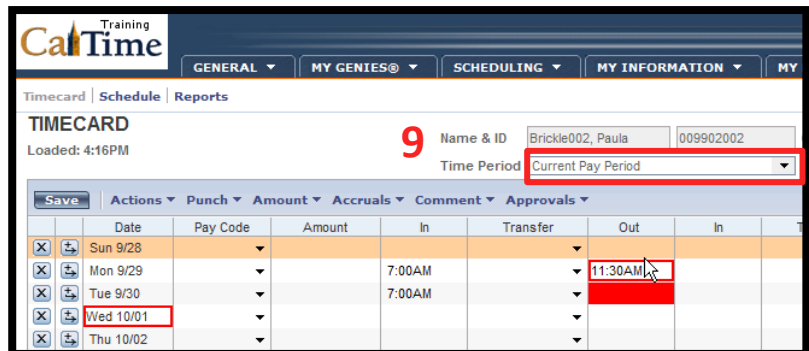 Training
CalTime
GENERAL MY GENIES® SCHEDULING MY INFORMATION MY
Timecard | Schedule | Reports
TIMECARD
Loaded: 4:16PM
9
Name & ID Brickle002, Paula 009902002
Time Period Current Pay Period
Save Actions Punch Amount Accruals Comment Approvals
Date Pay Code Amount In Transfer Out In T
Sun 9/28
Mon 9/29 7:00AM 11:30AM
Tue 9/30 7:00AM
Wed 10/01
Thu 10/02